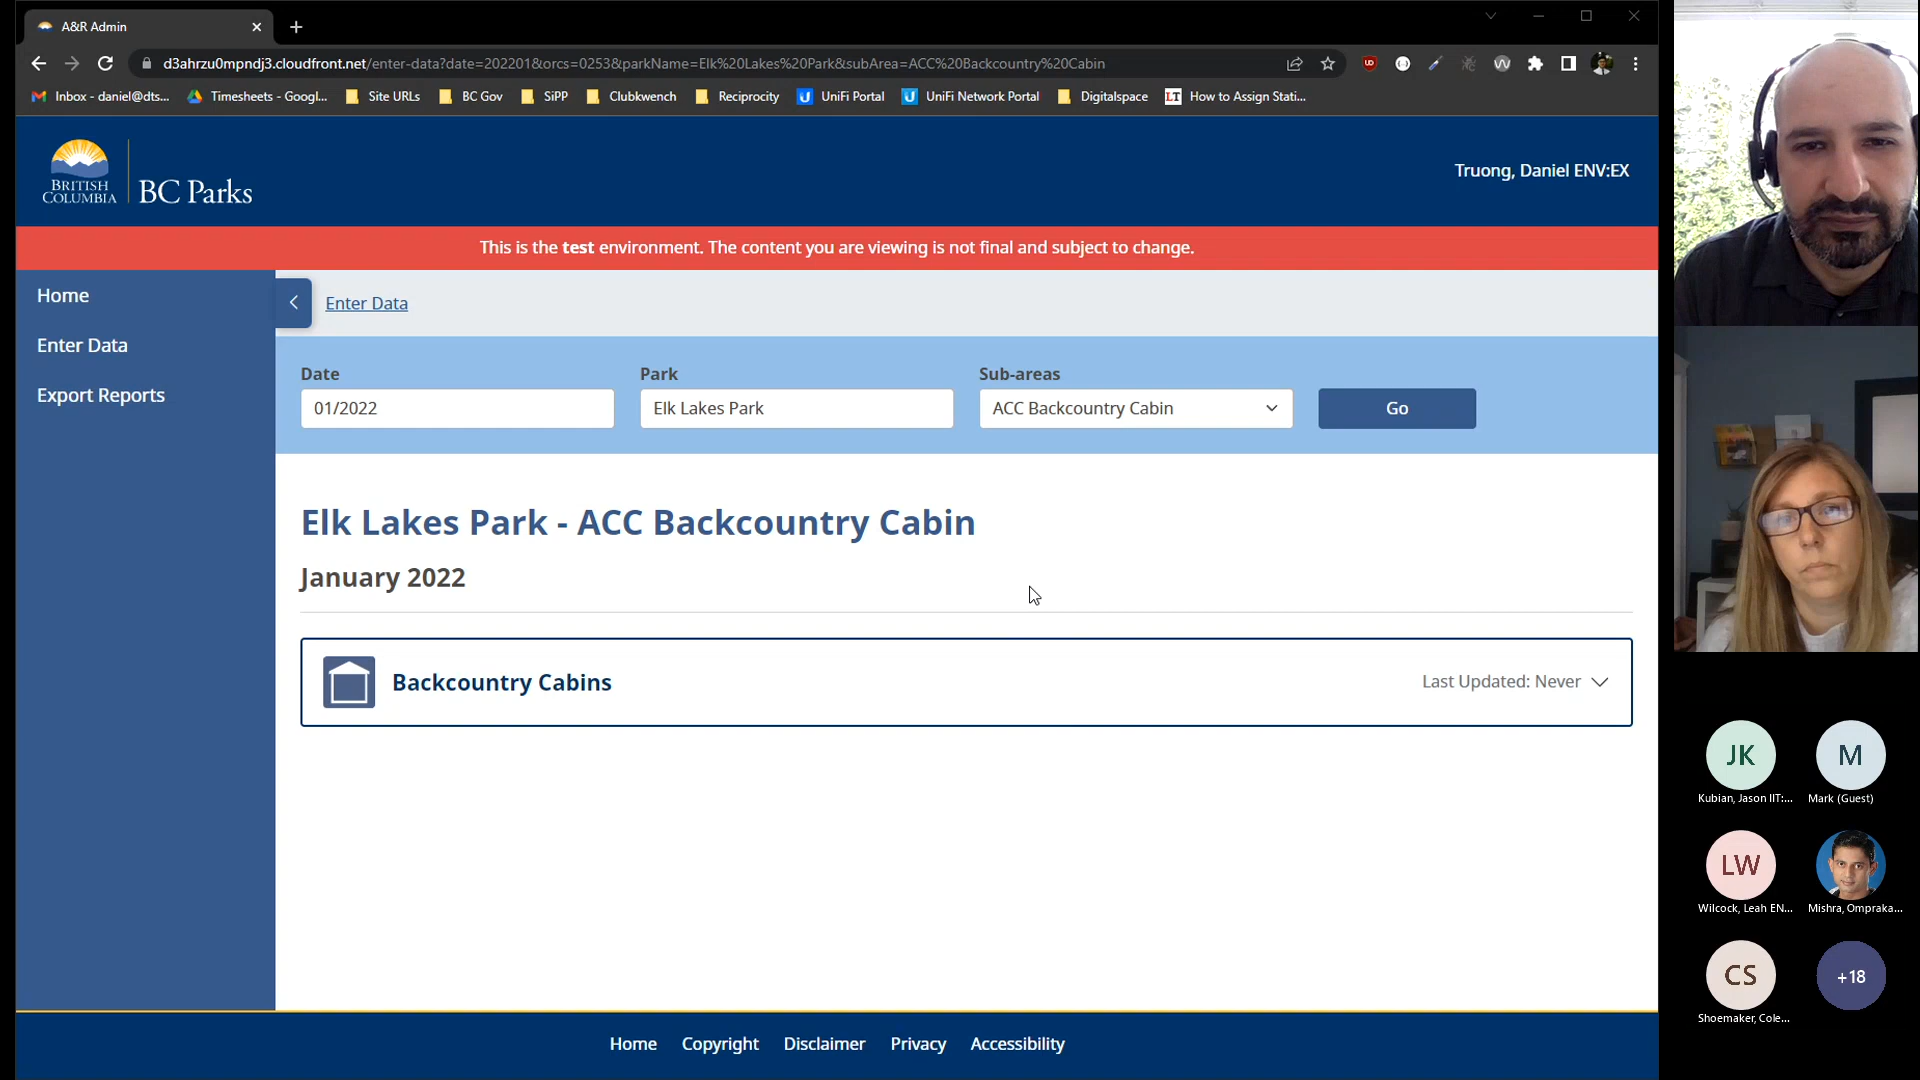 A&R Admin
d3ahrzu0mpndj3.cloudfront.net/enter-data?date=202201&orcs=0253&parkName=Elk%20Lakes%20Park&subArea=ACC%20Backcountry%20Cabin
Inbox - daniel@dts... Timesheets - Googl... Site URLs BC Gov SiPP Clubkwench Reciprocity UniFi Portal UniFi Network Portal Digitalspace LT How to Assign Stati...
BRITISH
COLUMBIA
BC Parks
Truong, Daniel ENV:EX
This is the test environment. The content you are viewing is not final and subject to change.
Home
Enter Data
Export Reports
Enter Data
Date Park Sub-areas
01/2022 Elk Lakes Park ACC Backcountry Cabin Go
Elk Lakes Park - ACC Backcountry Cabin
January 2022
Backcountry Cabins Last Updated: Never
Home Copyright Disclaimer Privacy Accessibility
JK M
Kubian, Jason IIT:... Mark (Guest)
LW
Wilcock, Leah EN... Mishra, Ompraka...
CS +18
Shoemaker, Cole...